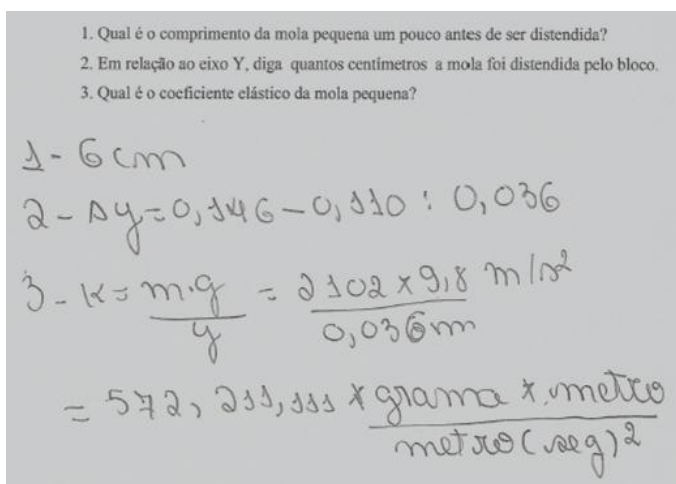 1. Qual é o comprimento da mola pequena um pouco antes de ser distendida?
2. Em relação ao eixo Y, diga quantos centímetros a mola foi distendida pelo bloco.
3. Qual é o coeficiente elástico da mola pequena?
1 - 6 cm
2 - Δy = 0,146 - 0,110 : 0,036
3 - K = m.g / y = 2102 x 9,8 m/s² / 0,036m
= 572, 211,111 * grama *.metro / metro (seg)²